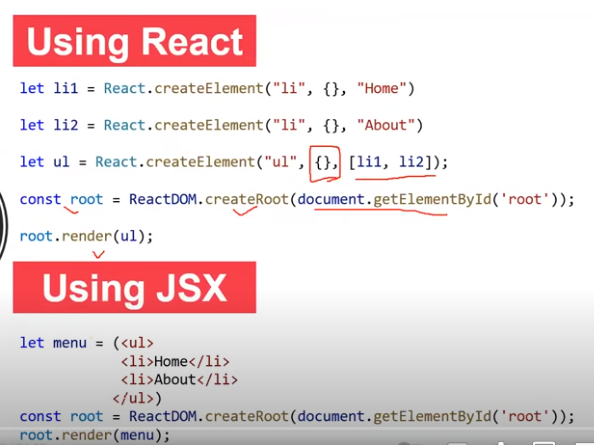 Using React
let li1 = React.createElement("li", {}, "Home")
let li2 = React.createElement("li", {}, "About")
let ul = React.createElement("ul", {}, [li1, li2]);
const root = ReactDOM.createRoot(document.getElementById('root'));
root.render(ul);
Using JSX
let menu = (<ul>
<li>Home</li>
<li>About</li>
</ul>)
const root = ReactDOM.createRoot(document.getElementById('root'));
root.render(menu);